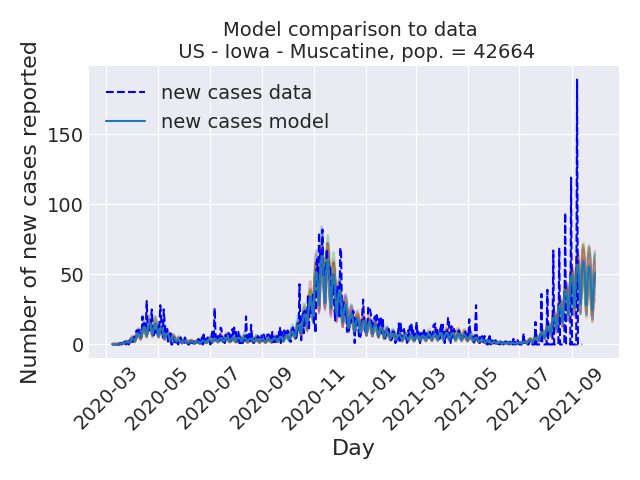 Model comparison to data
US - Iowa - Muscatine, pop. = 42664
Number of new cases reported
new cases data
new cases model
150
100
50
0
2020-03
2020-05
2020-07
2020-09
2020-11
2021-01
2021-03
2021-05
2021-07
2021-09
Day